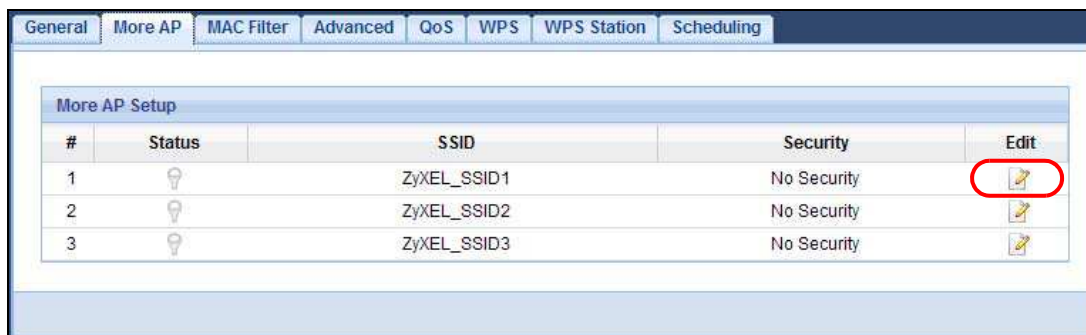 General More AP MAC Filter Advanced QoS WPS WPS Station Scheduling
More AP Setup
# Status SSID Security Edit
1 ZyXEL_SSID1 No Security
2 ZyXEL_SSID2 No Security
3 ZyXEL_SSID3 No Security